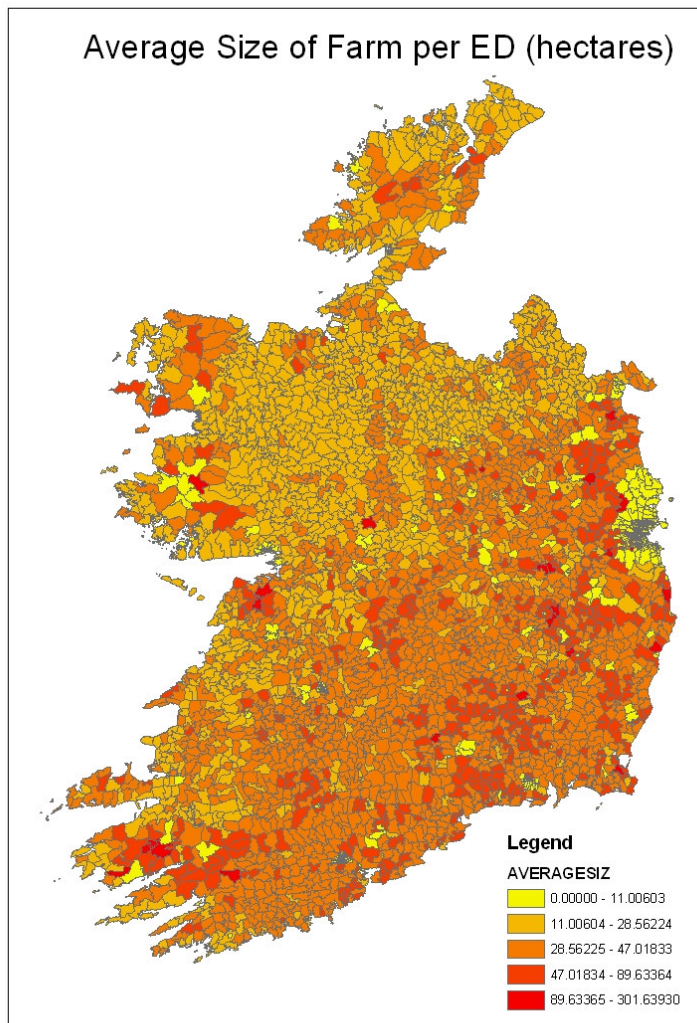 Average Size of Farm per ED (hectares)
Legend
AVERAGESIZ
0.00000 - 11.00603
11.00604 - 28.56224
28.56225 - 47.01833
47.01834 - 89.63364
89.63365 - 301.63930